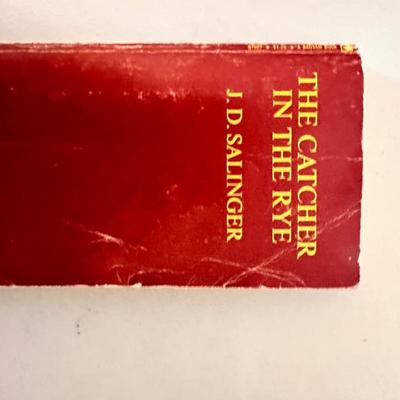 THE CATCHER
IN THE RYE
J. D. SALINGER